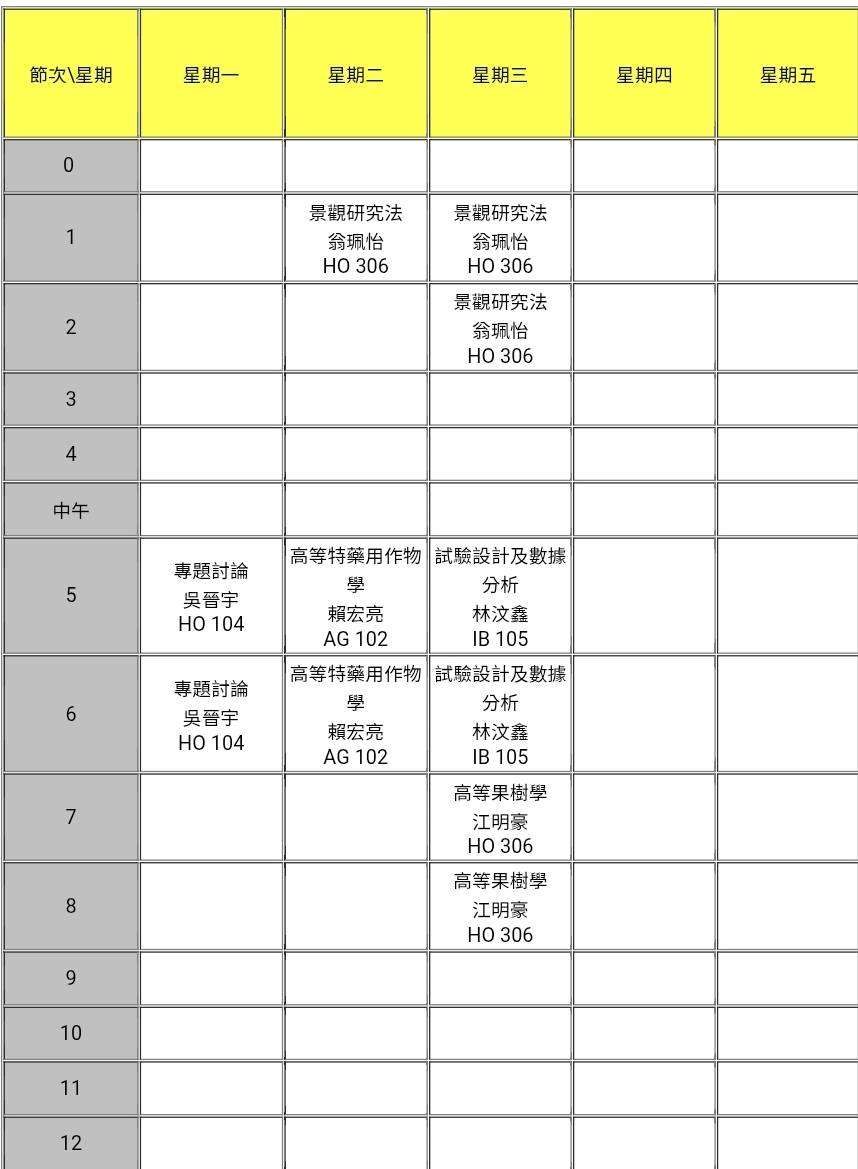 節次\星期 星期一 星期二 星期三 星期四 星期五
0
1
景觀研究法
翁珮怡
HO 306
景觀研究法
翁珮怡
HO 306
2
景觀研究法
翁珮怡
HO 306
3
4
中午
5
專題討論
吳晉宇
HO 104
高等特藥用作物
學
賴宏亮
AG 102
試驗設計及數據
分析
林汶鑫
IB 105
6
專題討論
吳晉宇
HO 104
高等特藥用作物
學
賴宏亮
AG 102
試驗設計及數據
分析
林汶鑫
IB 105
7
高等果樹學
江明豪
HO 306
8
高等果樹學
江明豪
HO 306
9
10
11
12